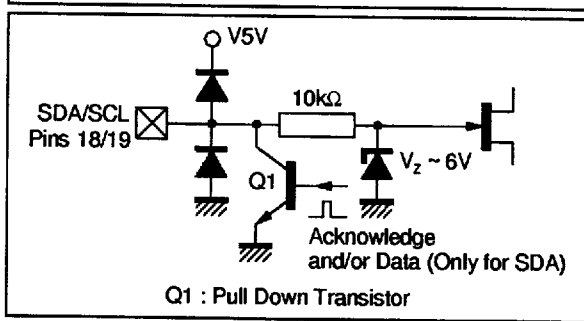 V5V
10kΩ
SDA/SCL
Pins 18/19
Q1
Vz ~ 6V
Acknowledge
and/or Data (Only for SDA)
Q1 : Pull Down Transistor